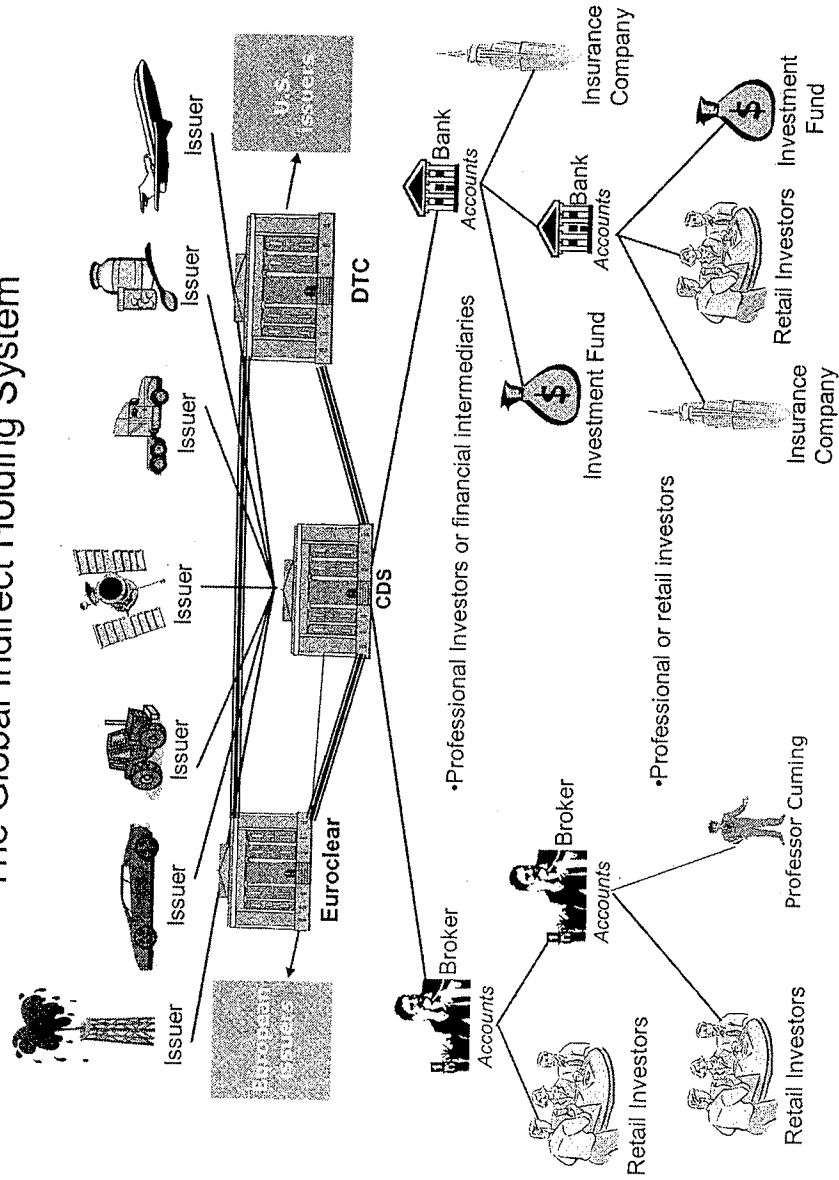 The Global Indirect Holding System
Issuer
Issuer
Issuer
Issuer
Issuer
Issuer
Issuer
European
Issuers
U.S.
Issuers
Euroclear
CDS
DTC
Broker
Accounts
•Professional Investors or financial intermediaries
Bank
Accounts
Retail Investors
Broker
Accounts
Investment Fund
Bank
Accounts
Insurance
Company
•Professional or retail investors
Retail Investors
Professor Cuming
Insurance
Company
Retail Investors
Investment
Fund